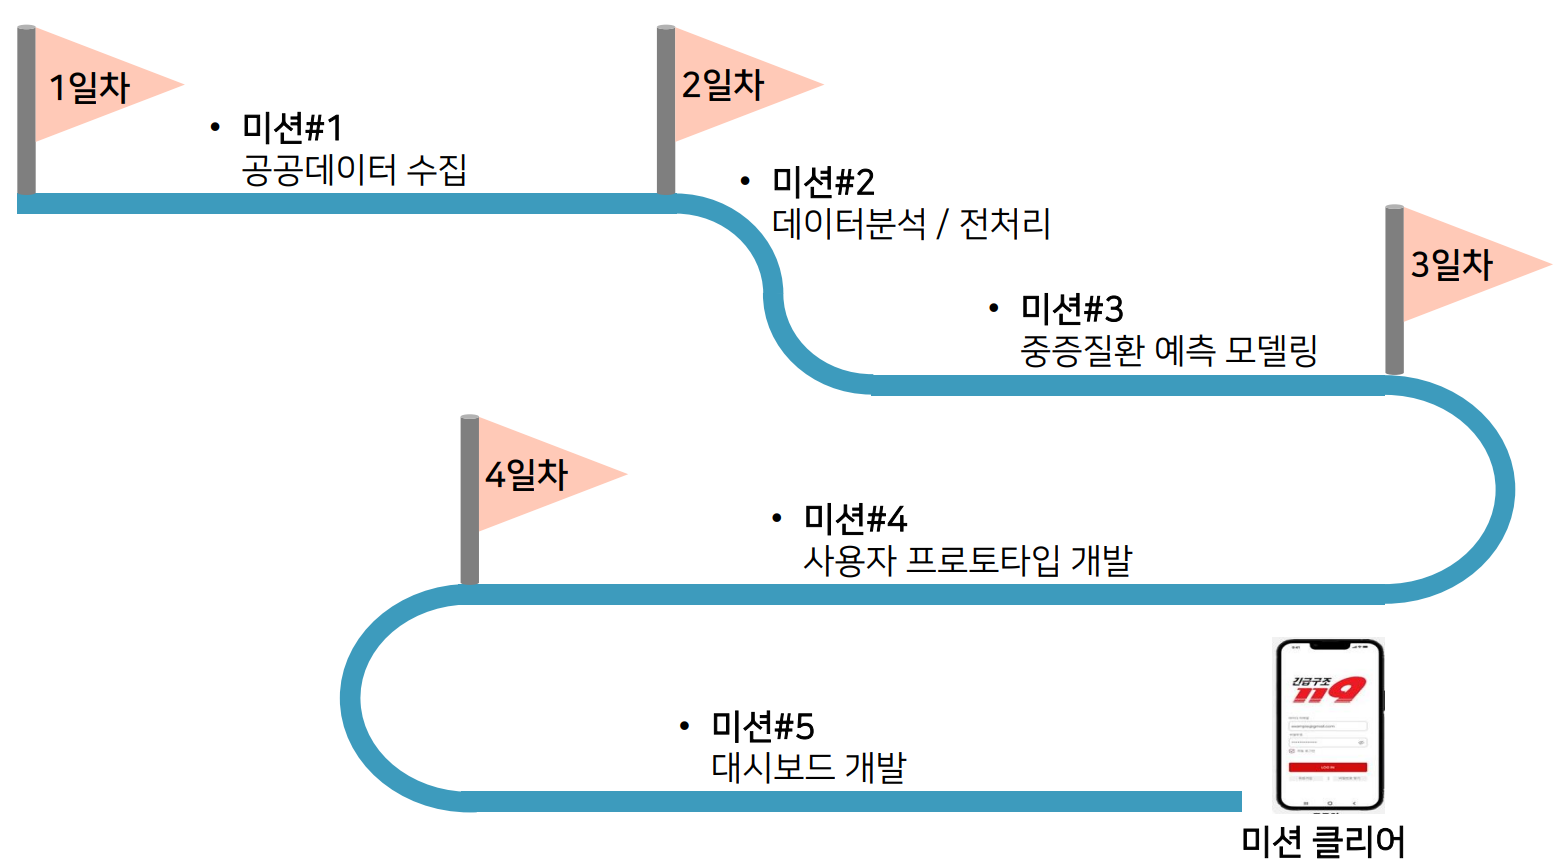 1일차
• 미션#1
공공데이터 수집
2일차
• 미션#2
데이터분석 / 전처리
3일차
• 미션#3
중증질환 예측 모델링
4일차
• 미션#4
사용자 프로토타입 개발
• 미션#5
대시보드 개발
긴급구조
119
미션 클리어